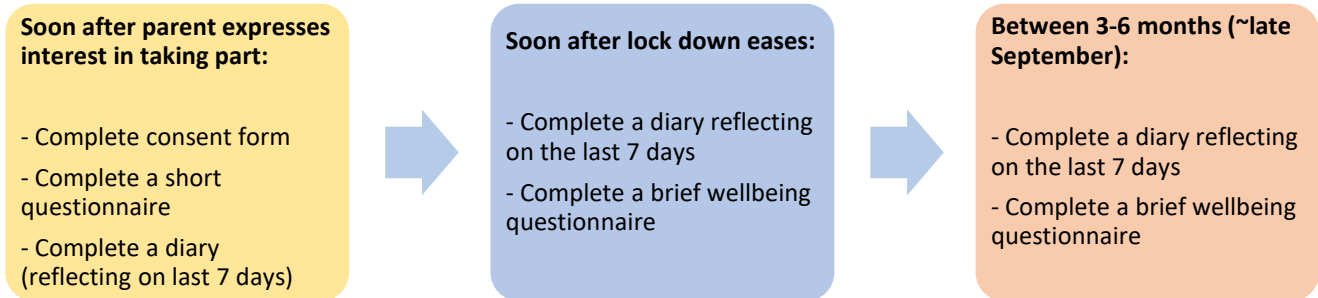 Soon after parent expresses
interest in taking part:
- Complete consent form
- Complete a short
questionnaire
- Complete a diary
(reflecting on last 7 days)
Soon after lock down eases:
- Complete a diary reflecting
on the last 7 days
- Complete a brief wellbeing
questionnaire
Between 3-6 months (~late
September):
- Complete a diary reflecting
on the last 7 days
- Complete a brief wellbeing
questionnaire